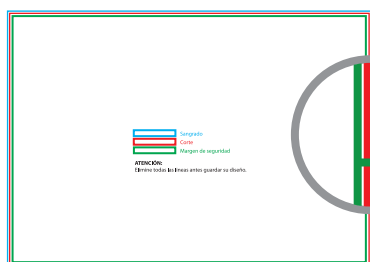 Sangrado
Corte
Margen de seguridad
ATENCIÓN:
Elimine todas las líneas antes guardar su diseño.